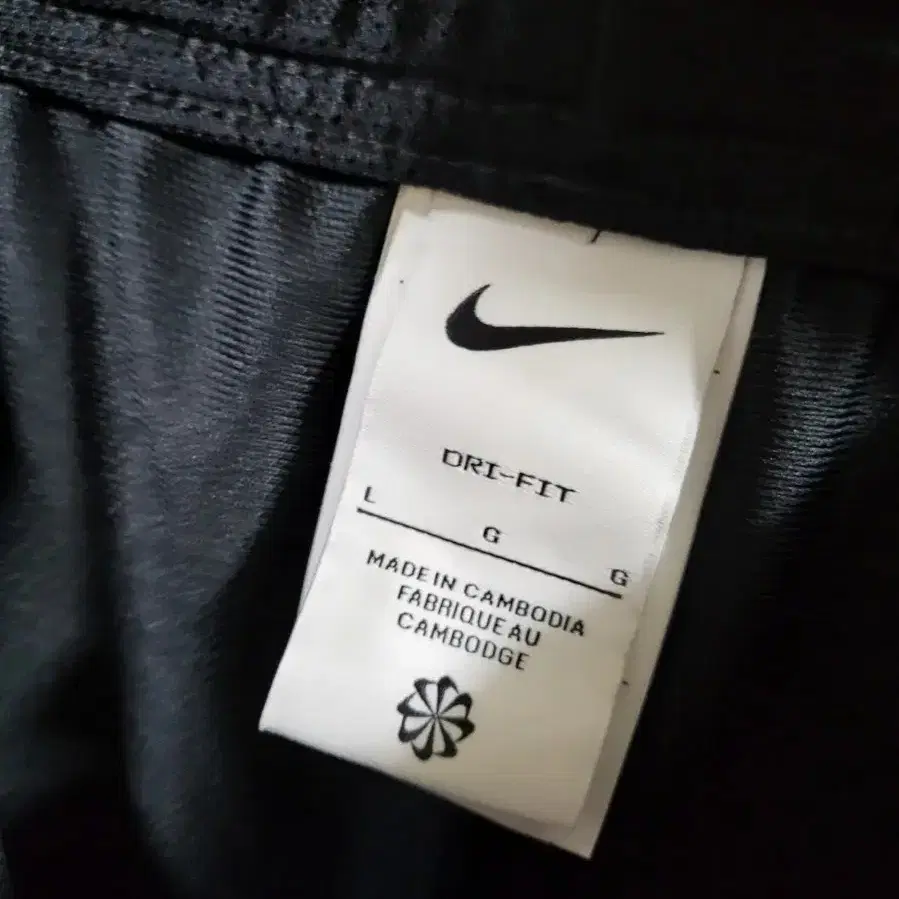 DRI-FIT
L G G
MADE IN CAMBODIA
FABRIQUE AU
CAMBODGE